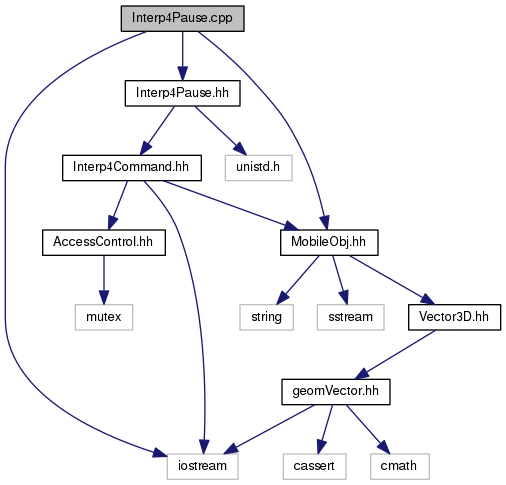 Interp4Pause.cpp
Interp4Pause.hh
Interp4Command.hh
unistd.h
AccessControl.hh
MobileObj.hh
mutex
string
sstream
Vector3D.hh
geomVector.hh
iostream
cassert
cmath